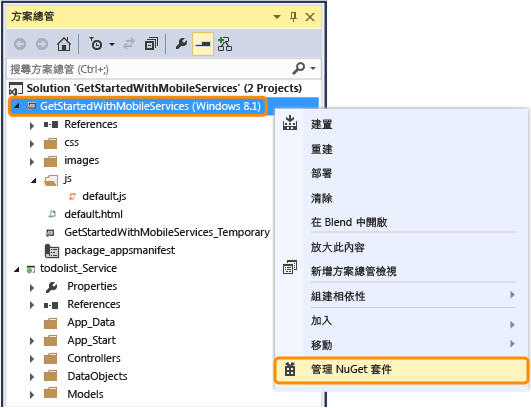 方案總管
搜尋方案總管 (Ctrl+;)
Solution 'GetStartedWithMobileServices' (2 Projects)
GetStartedWithMobileServices (Windows 8.1)
References
css
images
js
default.js
default.html
GetStartedWithMobileServices_Temporary
package_appsmanifest
todolist_Service
Properties
References
App_Data
App_Start
Controllers
DataObjects
Models
建置
重建
部署
清除
在 Blend 中開啟
放大此內容
新增方案總管檢視
組建相依性
加入
移動
管理 NuGet 套件